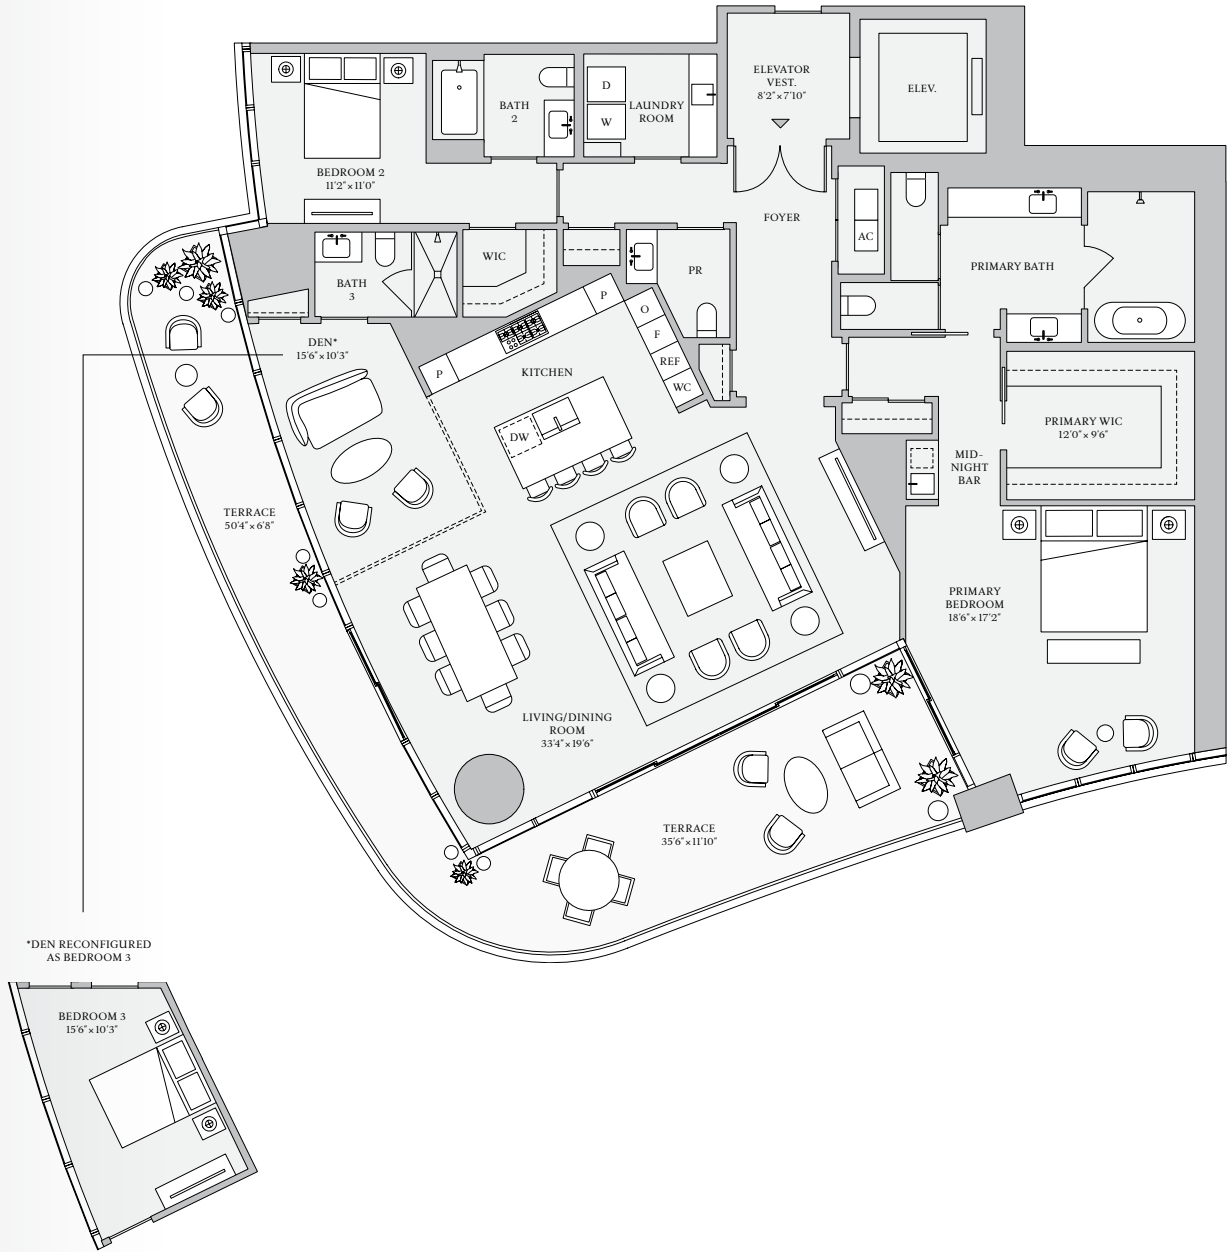 ELEVATOR
VEST.
8'2"×7'10"
ELEV.
D
W
LAUNDRY
ROOM
BATH
2
BEDROOM 2
11'2"×11'0"
FOYER
AC
PRIMARY BATH
WIC
PR
BATH
3
P
O
F
REF
WC
P
KITCHEN
DEN*
15'6"×10'3"
DW
PRIMARY WIC
12'0"×9'6"
MID-
NIGHT
BAR
TERRACE
50'4"×6'8"
PRIMARY
BEDROOM
18'6"×17'2"
LIVING/DINING
ROOM
33'4"×19'6"
TERRACE
35'6"×11'10"
*DEN RECONFIGURED
AS BEDROOM 3
BEDROOM 3
15'6"×10'3"